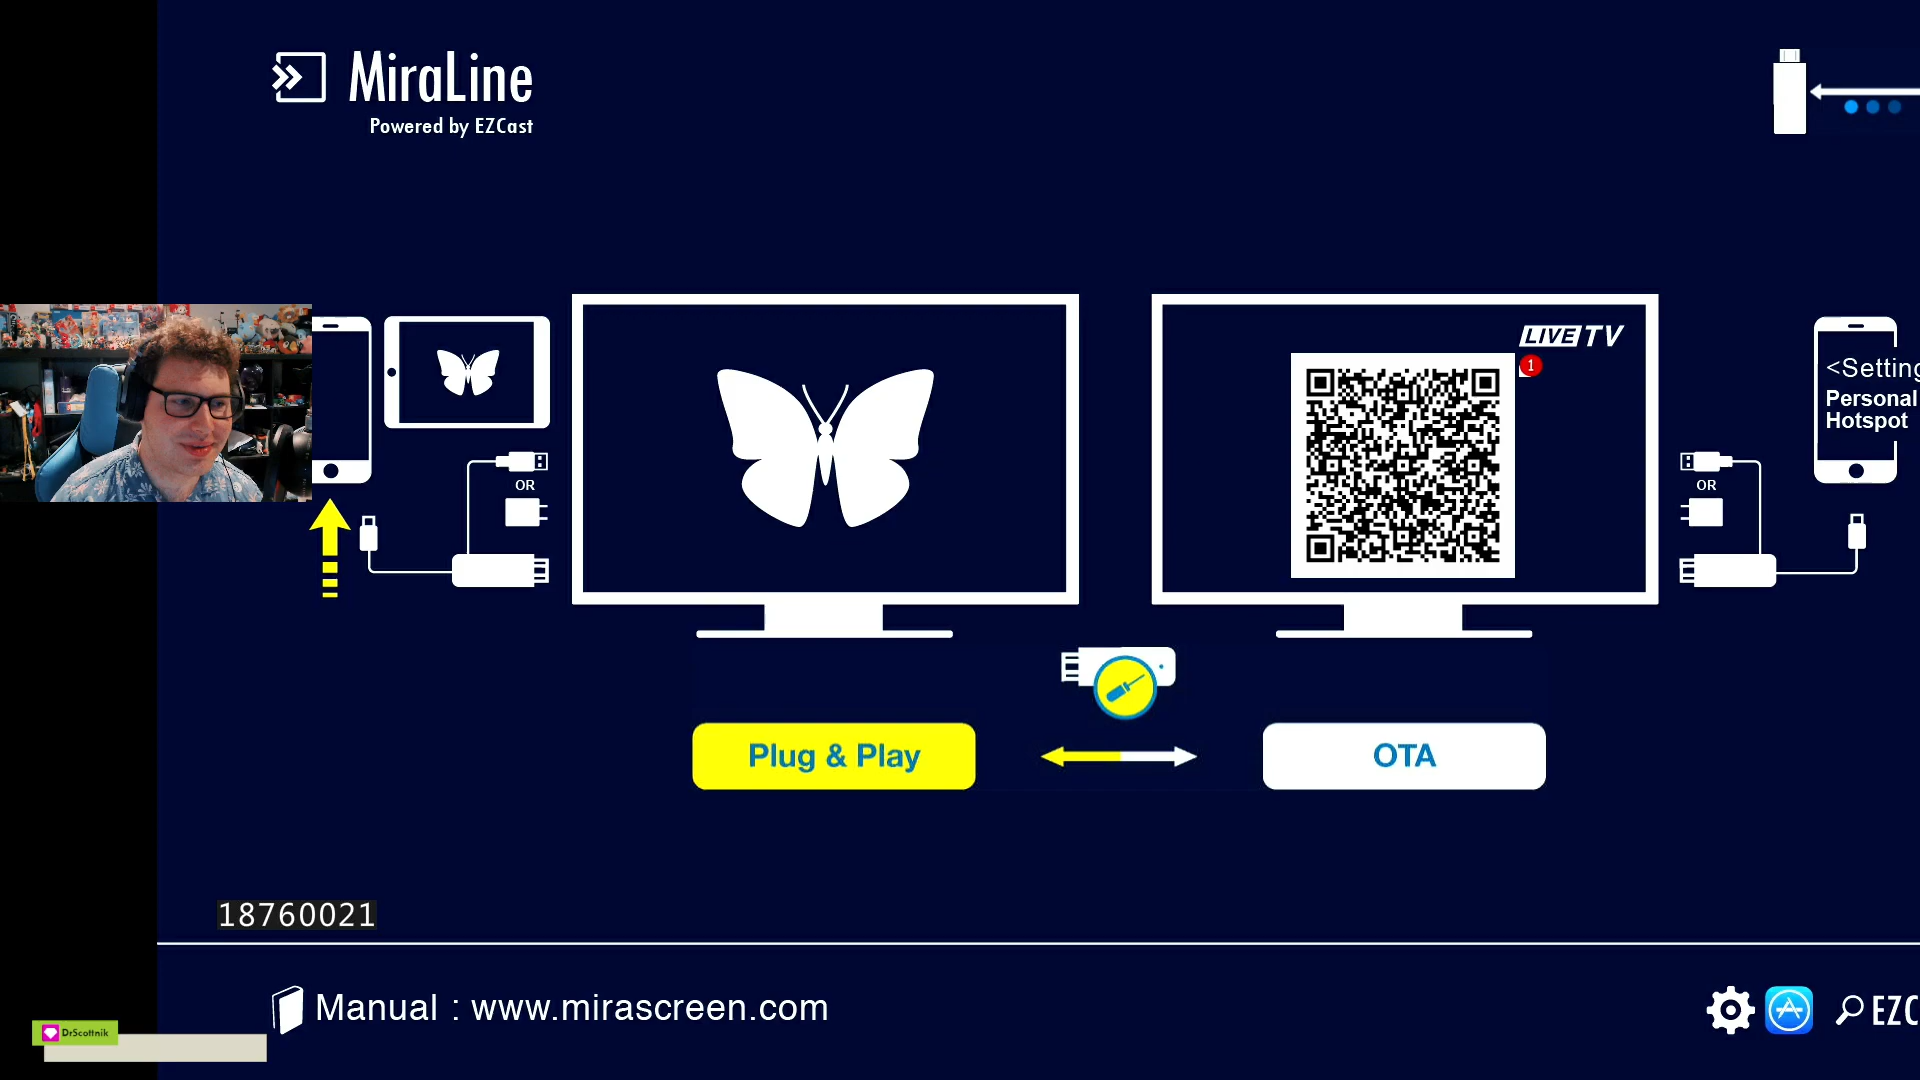 MiraLine
Powered by EZCast
LIVE TV
1
<Setting
Personal
Hotspot
OR
OR
Plug & Play
OTA
18760021
Manual : www.mirascreen.com
EZC
DrScottnik